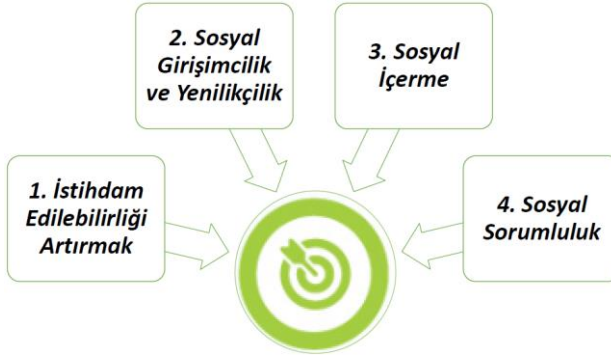 1. İstihdam
Edilebilirliği
Artırmak
2. Sosyal
Girişimcilik
ve Yenilikçilik
3. Sosyal
İçerme
4. Sosyal
Sorumluluk